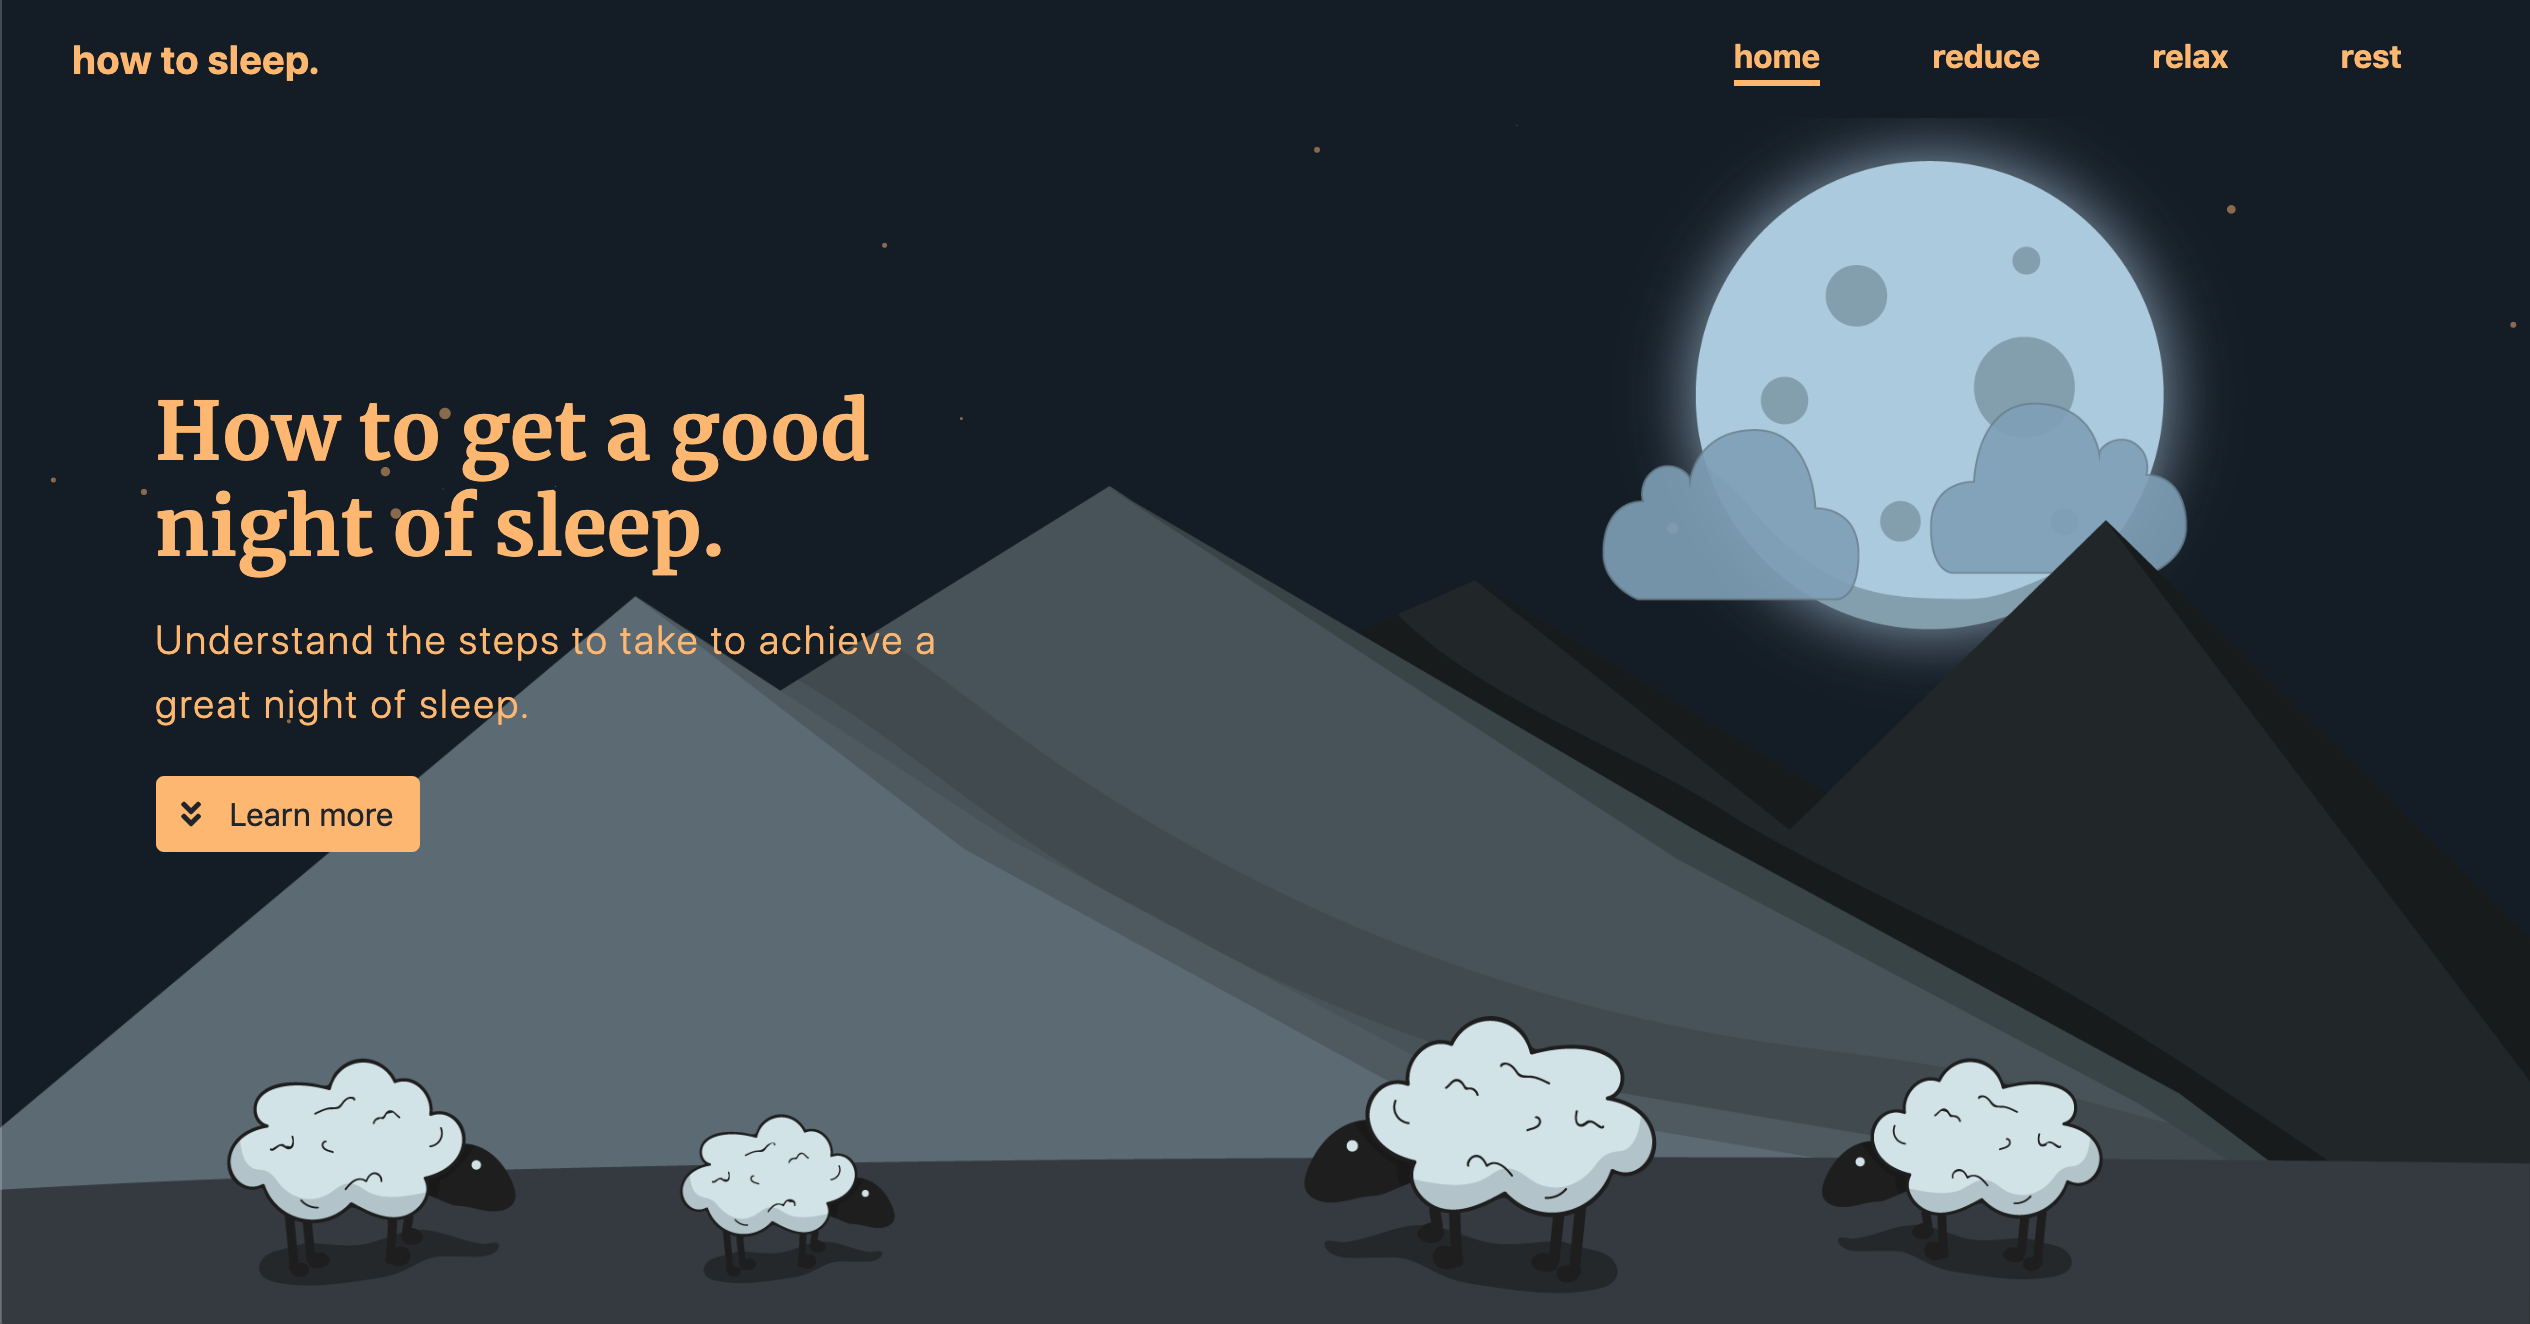 how to sleep.
home reduce relax rest
How to get a good
night of sleep.
Understand the steps to take to achieve a
great night of sleep.
Learn more